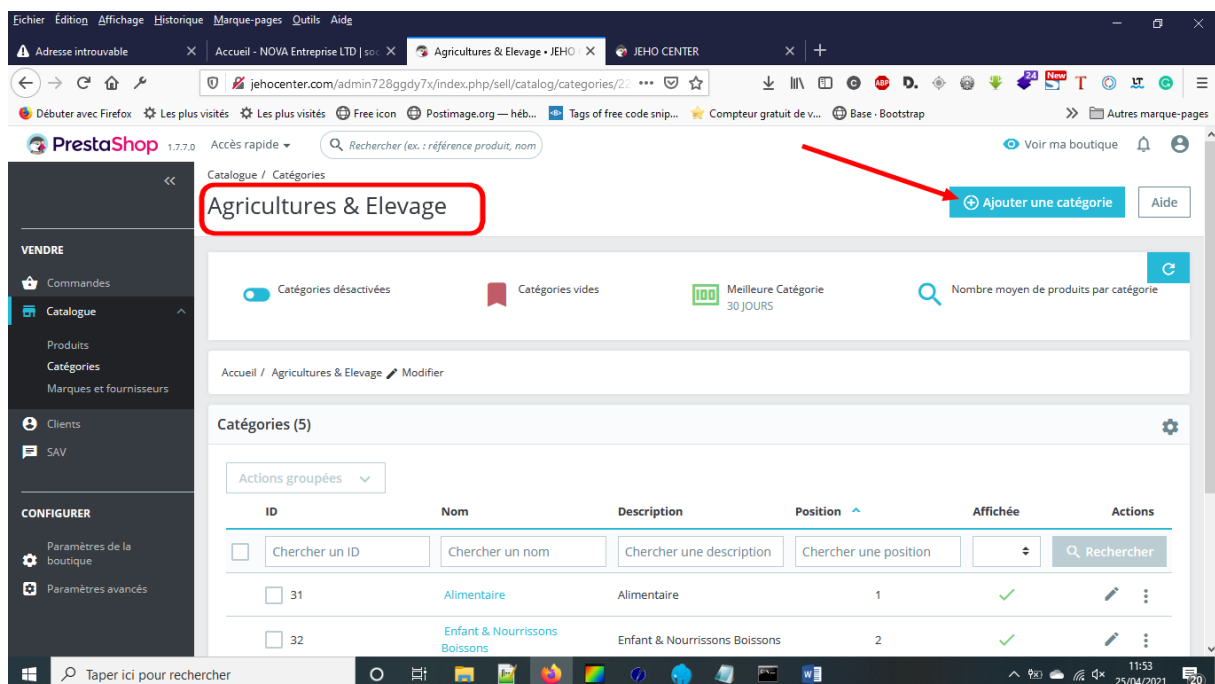 Fichier Édition Affichage Historique Marque-pages Outils Aide
Adresse introuvable
Accueil - NOVA Entreprise LTD | soc
Agricultures & Elevage • JEHO
JEHO CENTER
jehocenter.com/admin728ggdy7x/index.php/sell/catalog/categories/22
24 New
Débuter avec Firefox Les plus visités Les plus visités Free icon Postimage.org — héb... Tags of free code snip... Compteur gratuit de v... Base · Bootstrap Autres marque-pages
PrestaShop 1.7.7.0 Accès rapide Rechercher (ex. : référence produit, nom Voir ma boutique
Catalogue / Catégories
Agricultures & Elevage
Ajouter une catégorie
Aide
VENDRE
Commandes
Catalogue
Produits
Catégories
Marques et fournisseurs
Clients
SAV
CONFIGURER
Paramètres de la boutique
Paramètres avancés
Catégories désactivées
Catégories vides
100
Meilleure Catégorie
30 JOURS
Nombre moyen de produits par catégorie
Accueil / Agricultures & Elevage Modifier
Catégories (5)
Actions groupées
ID Nom Description Position Affichée Actions
Chercher un ID Chercher un nom Chercher une description Chercher une position Rechercher
31 Alimentaire Alimentaire 1
32 Enfant & Nourrissons Boissons Enfant & Nourrissons Boissons 2
Taper ici pour rechercher
11:53
25/04/2021
20